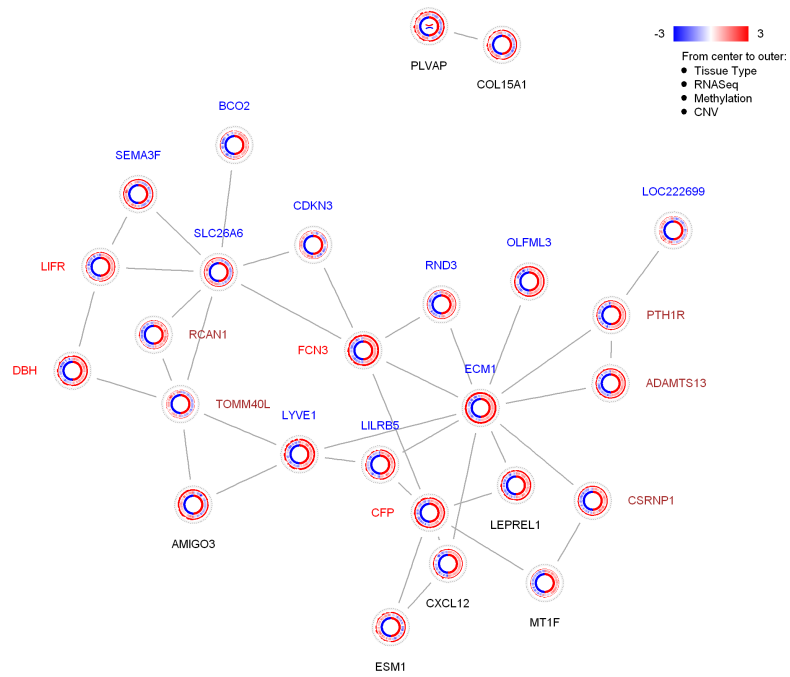 -3 3
From center to outer:
● Tissue Type
● RNASeq
● Methylation
● CNV
PLVAP
COL15A1
BCO2
SEMA3F
LOC222699
CDKN3
SLC26A6
OLFML3
LIFR
RND3
PTH1R
RCAN1
FCN3
DBH
ECM1
ADAMTS13
TOMM40L
LYVE1
LILRB5
CSRNP1
CFP
LEPREL1
AMIGO3
CXCL12
MT1F
ESM1